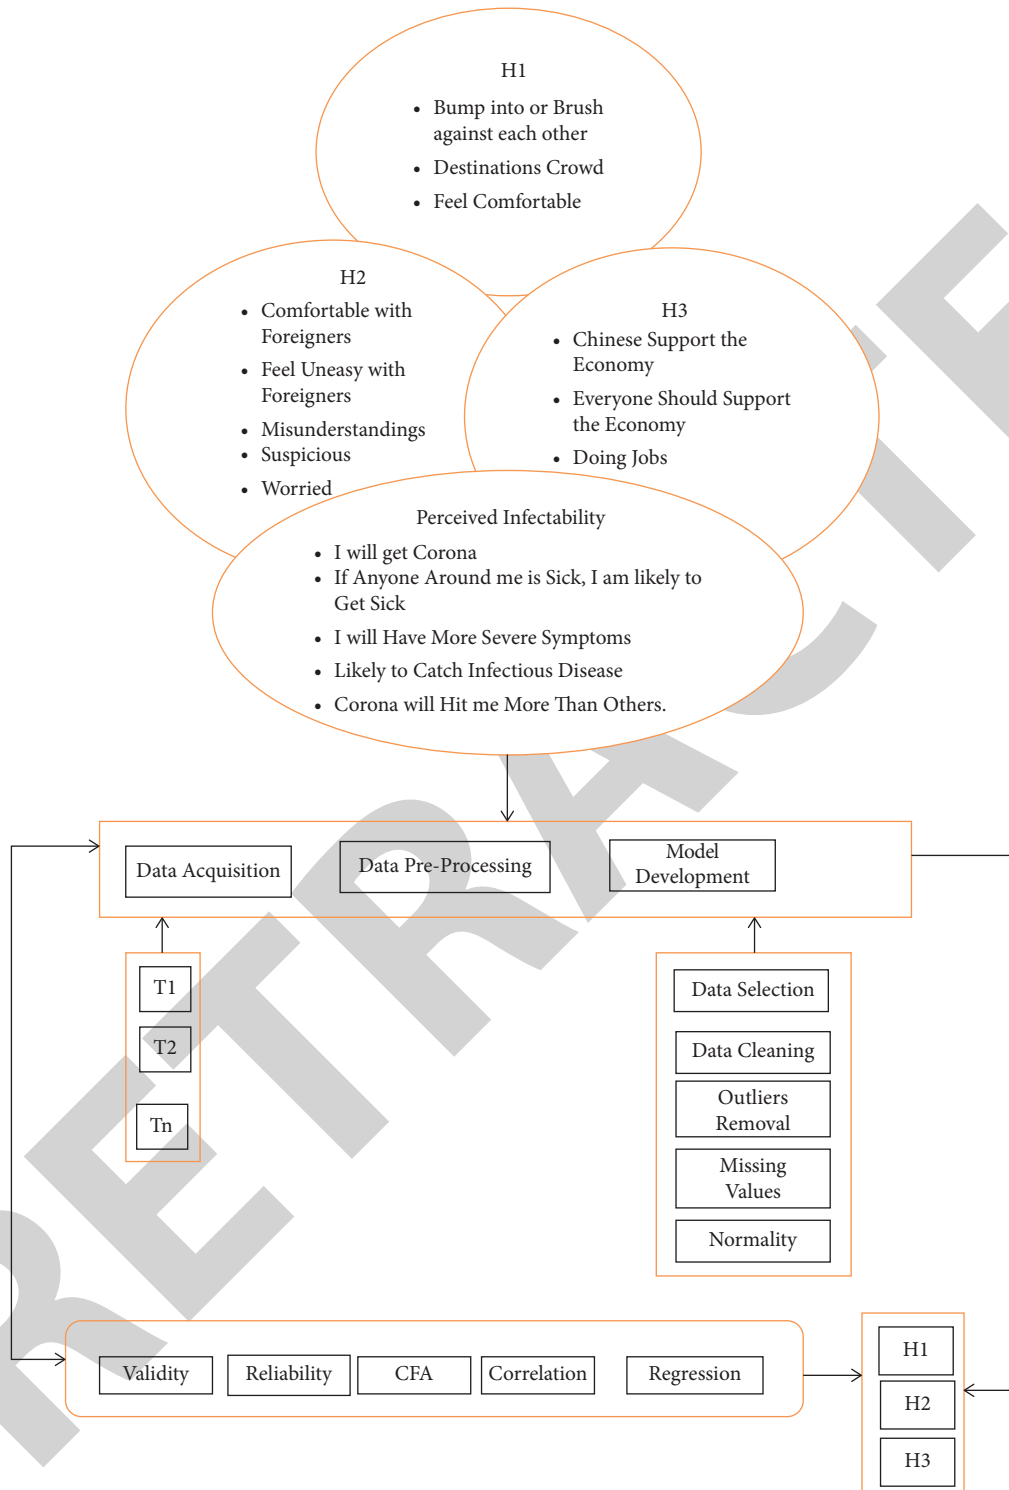 H1
• Bump into or Brush
against each other
• Destinations Crowd
• Feel Comfortable
H2
• Comfortable with
Foreigners
• Feel Uneasy with
Foreigners
• Misunderstandings
• Suspicious
• Worried
H3
• Chinese Support the
Economy
• Everyone Should Support
the Economy
• Doing Jobs
Perceived Infectability
• I will get Corona
• If Anyone Around me is Sick, I am likely to
Get Sick
• I will Have More Severe Symptoms
• Likely to Catch Infectious Disease
• Corona will Hit me More Than Others.
Data Acquisition
Data Pre-Processing
Model
Development
T1
T2
Tn
Data Selection
Data Cleaning
Outliers
Removal
Missing
Values
Normality
Validity
Reliability
CFA
Correlation
Regression
H1
H2
H3
RETRACTE